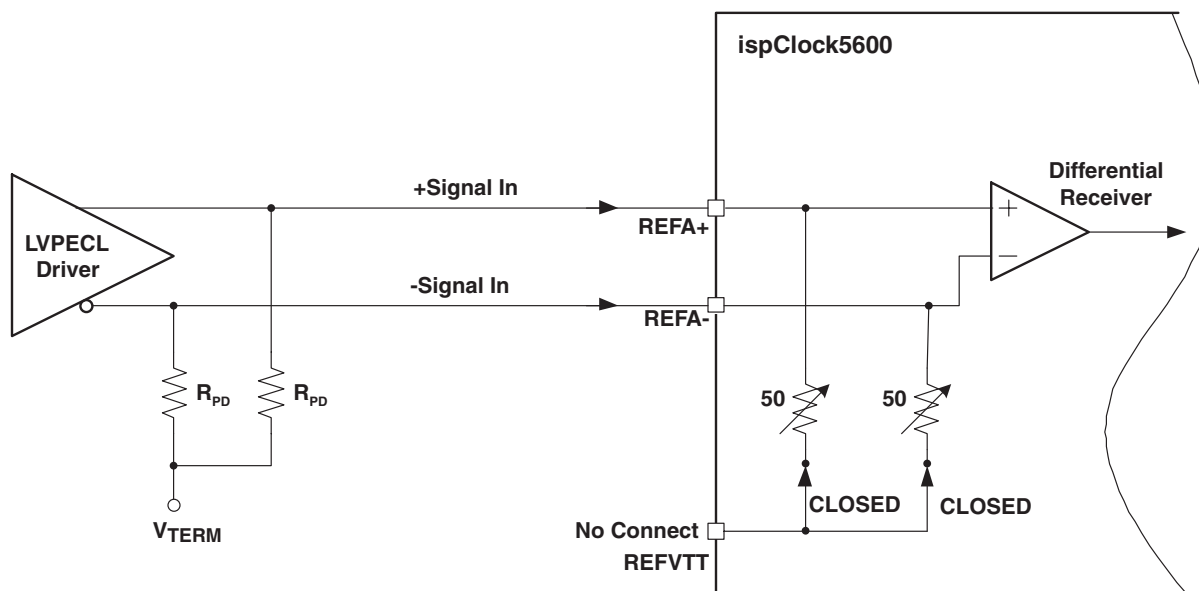 ispClock5600
Differential
Receiver
+Signal In
REFA+
+
LVPECL
Driver
−
-Signal In
REFA-
RPD
RPD
50
50
CLOSED
CLOSED
VTERM
No Connect
REFVTT